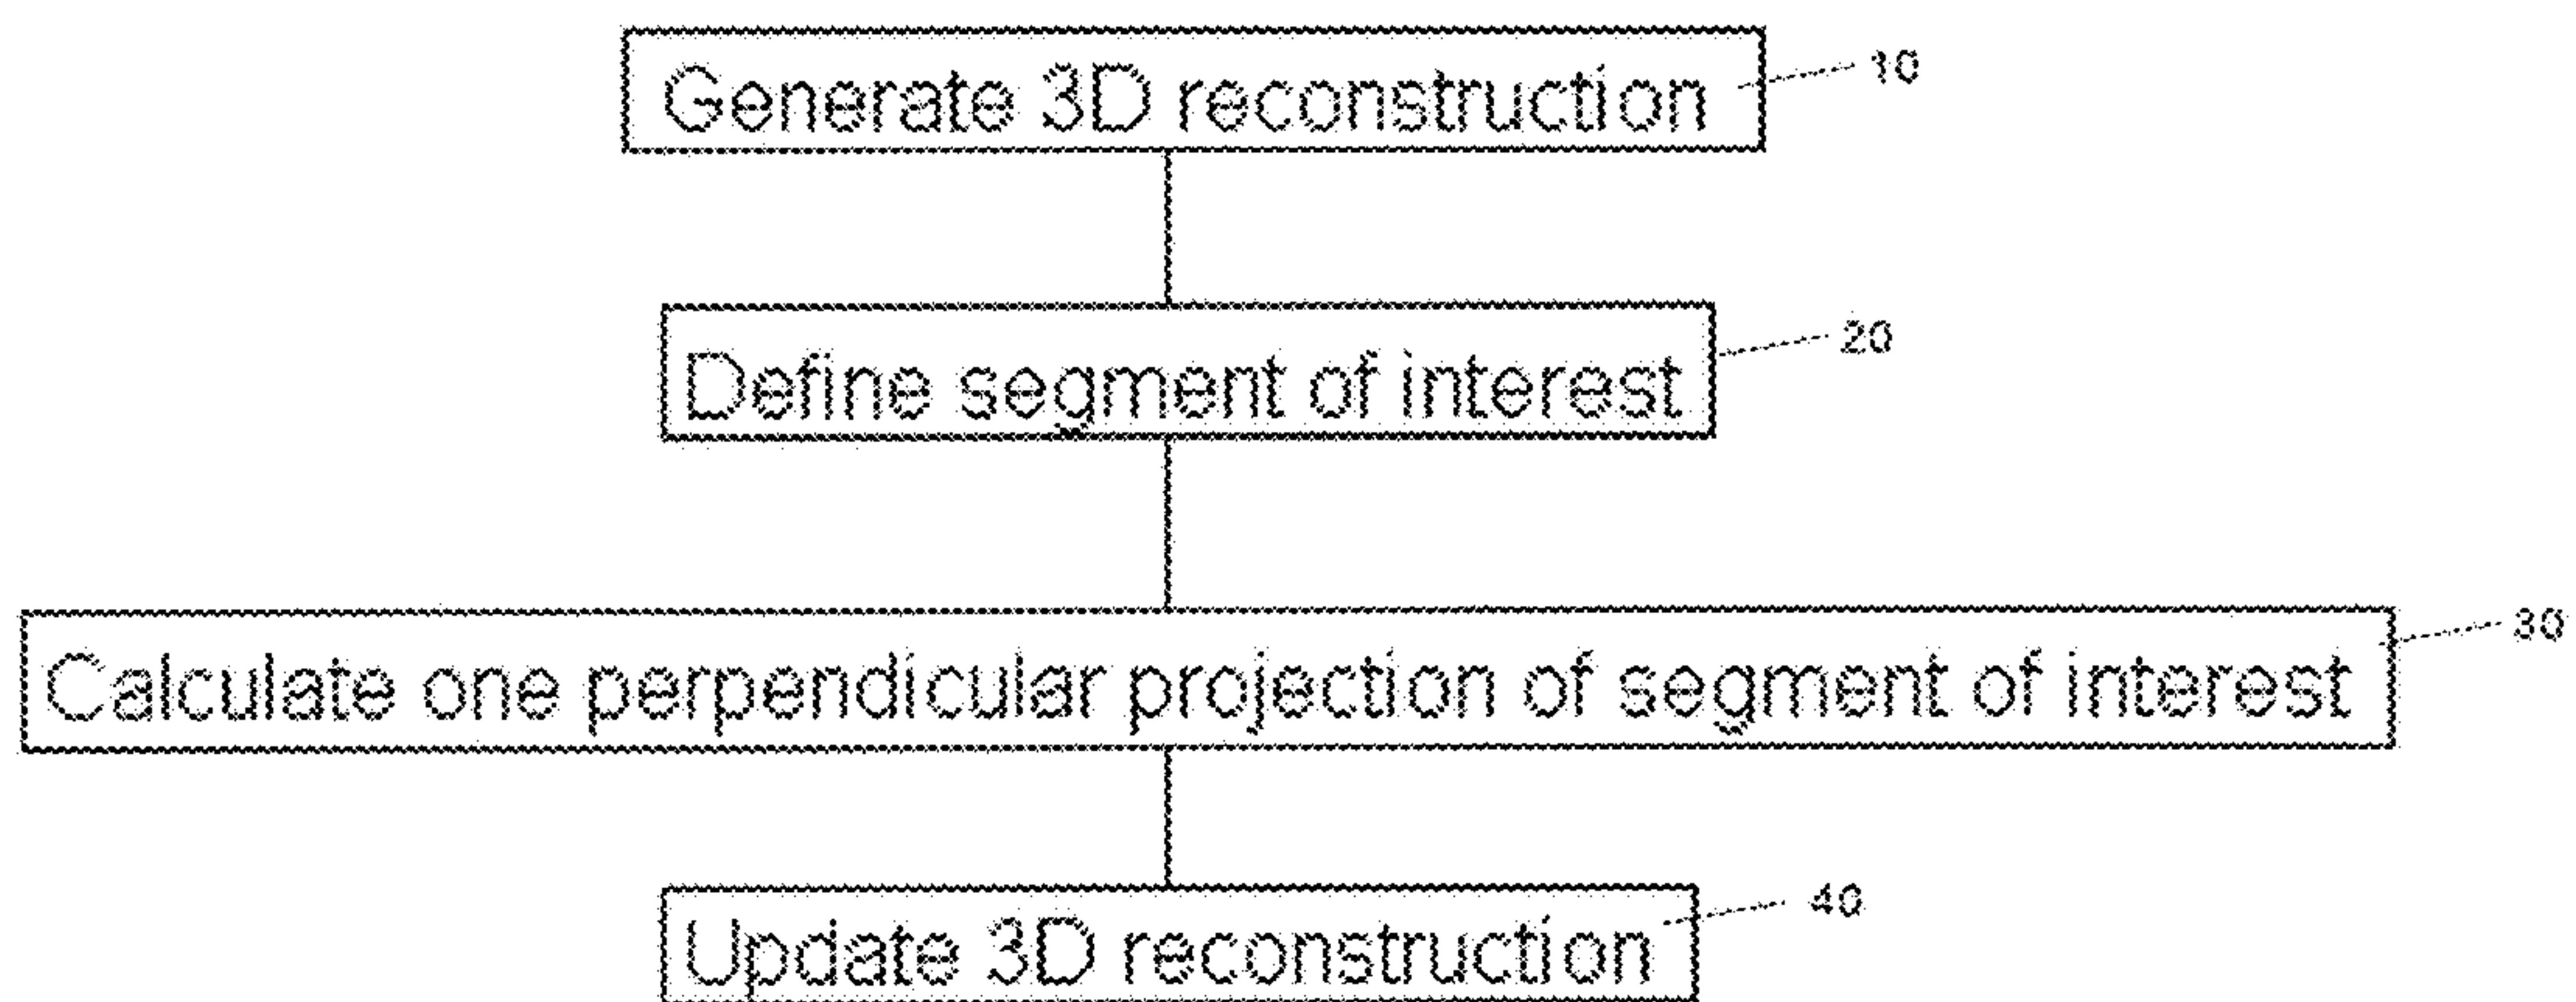 Generate 3D reconstruction 10
Define segment of interest 20
Calculate one perpendicular projection of segment of interest 30
Update 3D reconstruction 40